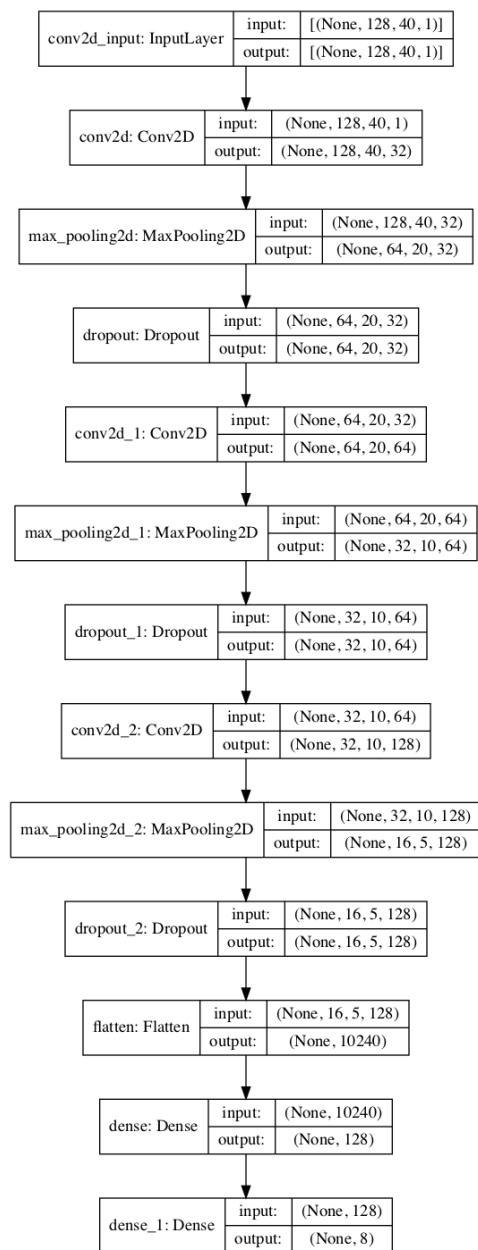 conv2d_input: InputLayer
input: [(None, 128, 40, 1)]
output: [(None, 128, 40, 1)]
conv2d: Conv2D
input: (None, 128, 40, 1)
output: (None, 128, 40, 32)
max_pooling2d: MaxPooling2D
input: (None, 128, 40, 32)
output: (None, 64, 20, 32)
dropout: Dropout
input: (None, 64, 20, 32)
output: (None, 64, 20, 32)
conv2d_1: Conv2D
input: (None, 64, 20, 32)
output: (None, 64, 20, 64)
max_pooling2d_1: MaxPooling2D
input: (None, 64, 20, 64)
output: (None, 32, 10, 64)
dropout_1: Dropout
input: (None, 32, 10, 64)
output: (None, 32, 10, 64)
conv2d_2: Conv2D
input: (None, 32, 10, 64)
output: (None, 32, 10, 128)
max_pooling2d_2: MaxPooling2D
input: (None, 32, 10, 128)
output: (None, 16, 5, 128)
dropout_2: Dropout
input: (None, 16, 5, 128)
output: (None, 16, 5, 128)
flatten: Flatten
input: (None, 16, 5, 128)
output: (None, 10240)
dense: Dense
input: (None, 10240)
output: (None, 128)
dense_1: Dense
input: (None, 128)
output: (None, 8)